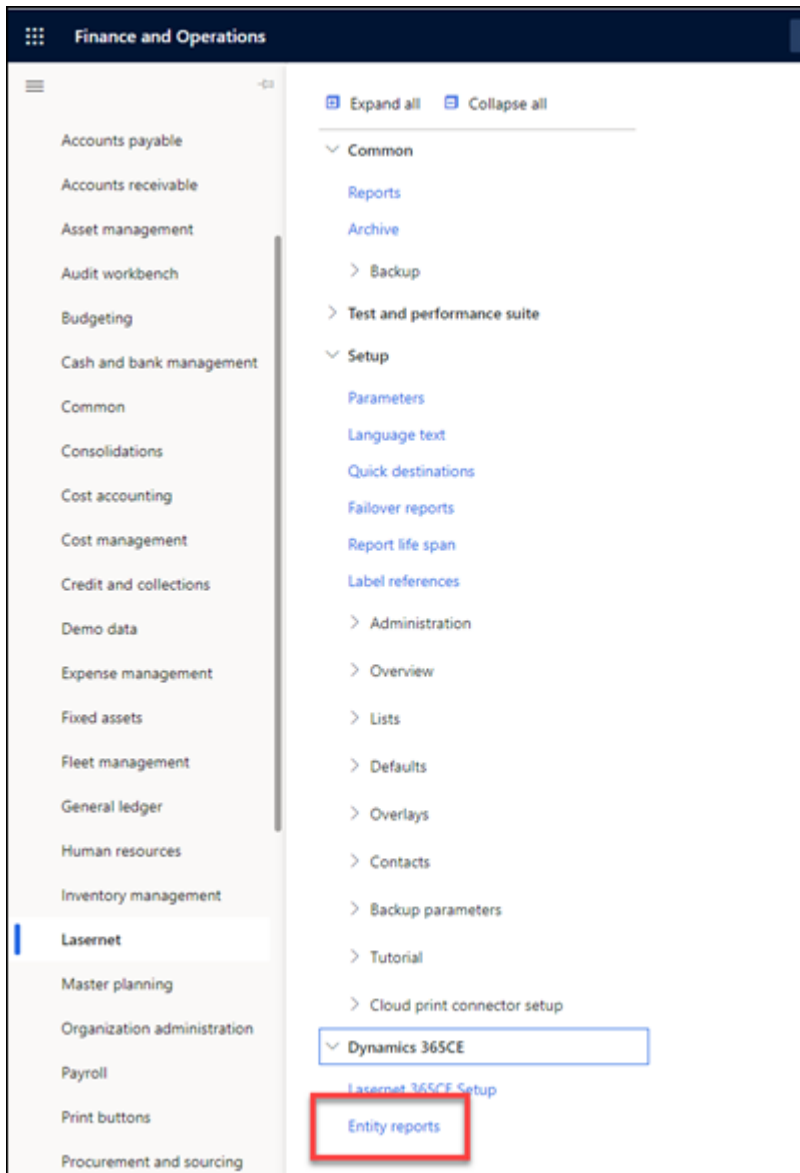 Finance and Operations
Accounts payable
Accounts receivable
Asset management
Audit workbench
Budgeting
Cash and bank management
Common
Consolidations
Cost accounting
Cost management
Credit and collections
Demo data
Expense management
Fixed assets
Fleet management
General ledger
Human resources
Inventory management
Lasernet
Master planning
Organization administration
Payroll
Print buttons
Procurement and sourcing
Expand all
Collapse all
Common
Reports
Archive
Backup
Test and performance suite
Setup
Parameters
Language text
Quick destinations
Failover reports
Report life span
Label references
Administration
Overview
Lists
Defaults
Overlays
Contacts
Backup parameters
Tutorial
Cloud print connector setup
Dynamics 365CE
Lasernet 365CE Setup
Entity reports